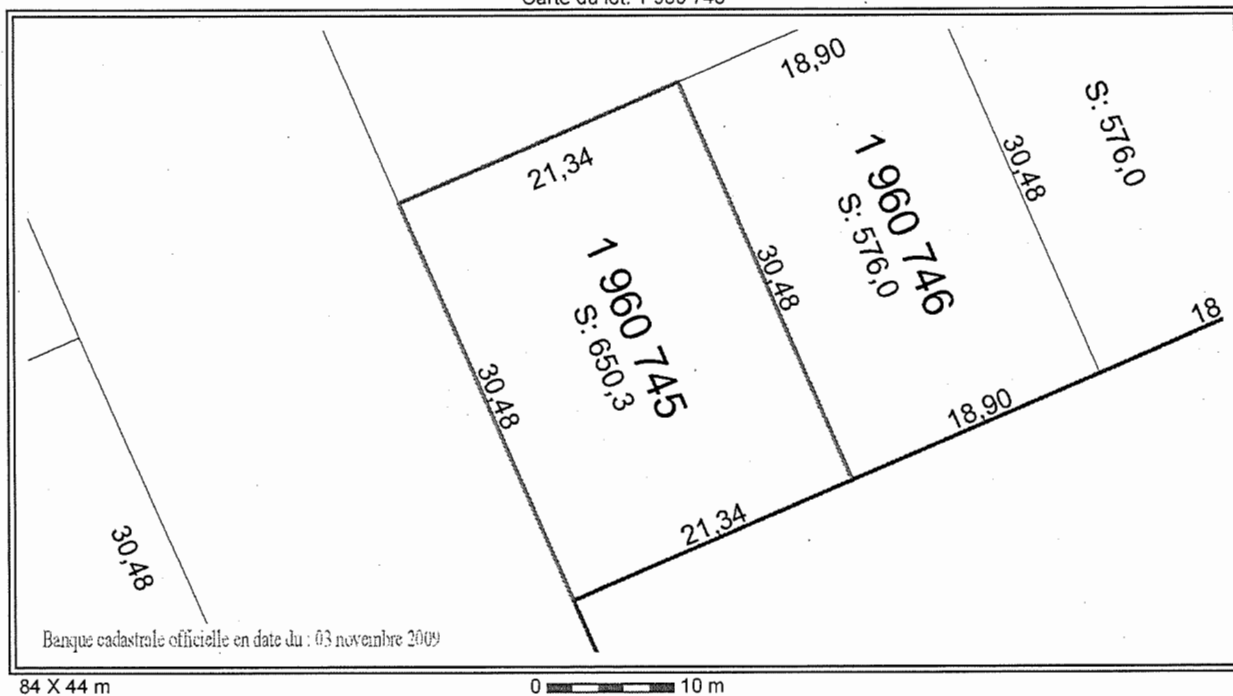 18,90
S: 576,0
21,34
1 960 746
S: 576,0
30,48
1 960 745
S: 650,3
30,48
30,48
18
18,90
21,34
30,48
Banque cadastrale officielle en date du : 03 novembre 2009
84 X 44 m
0 10 m